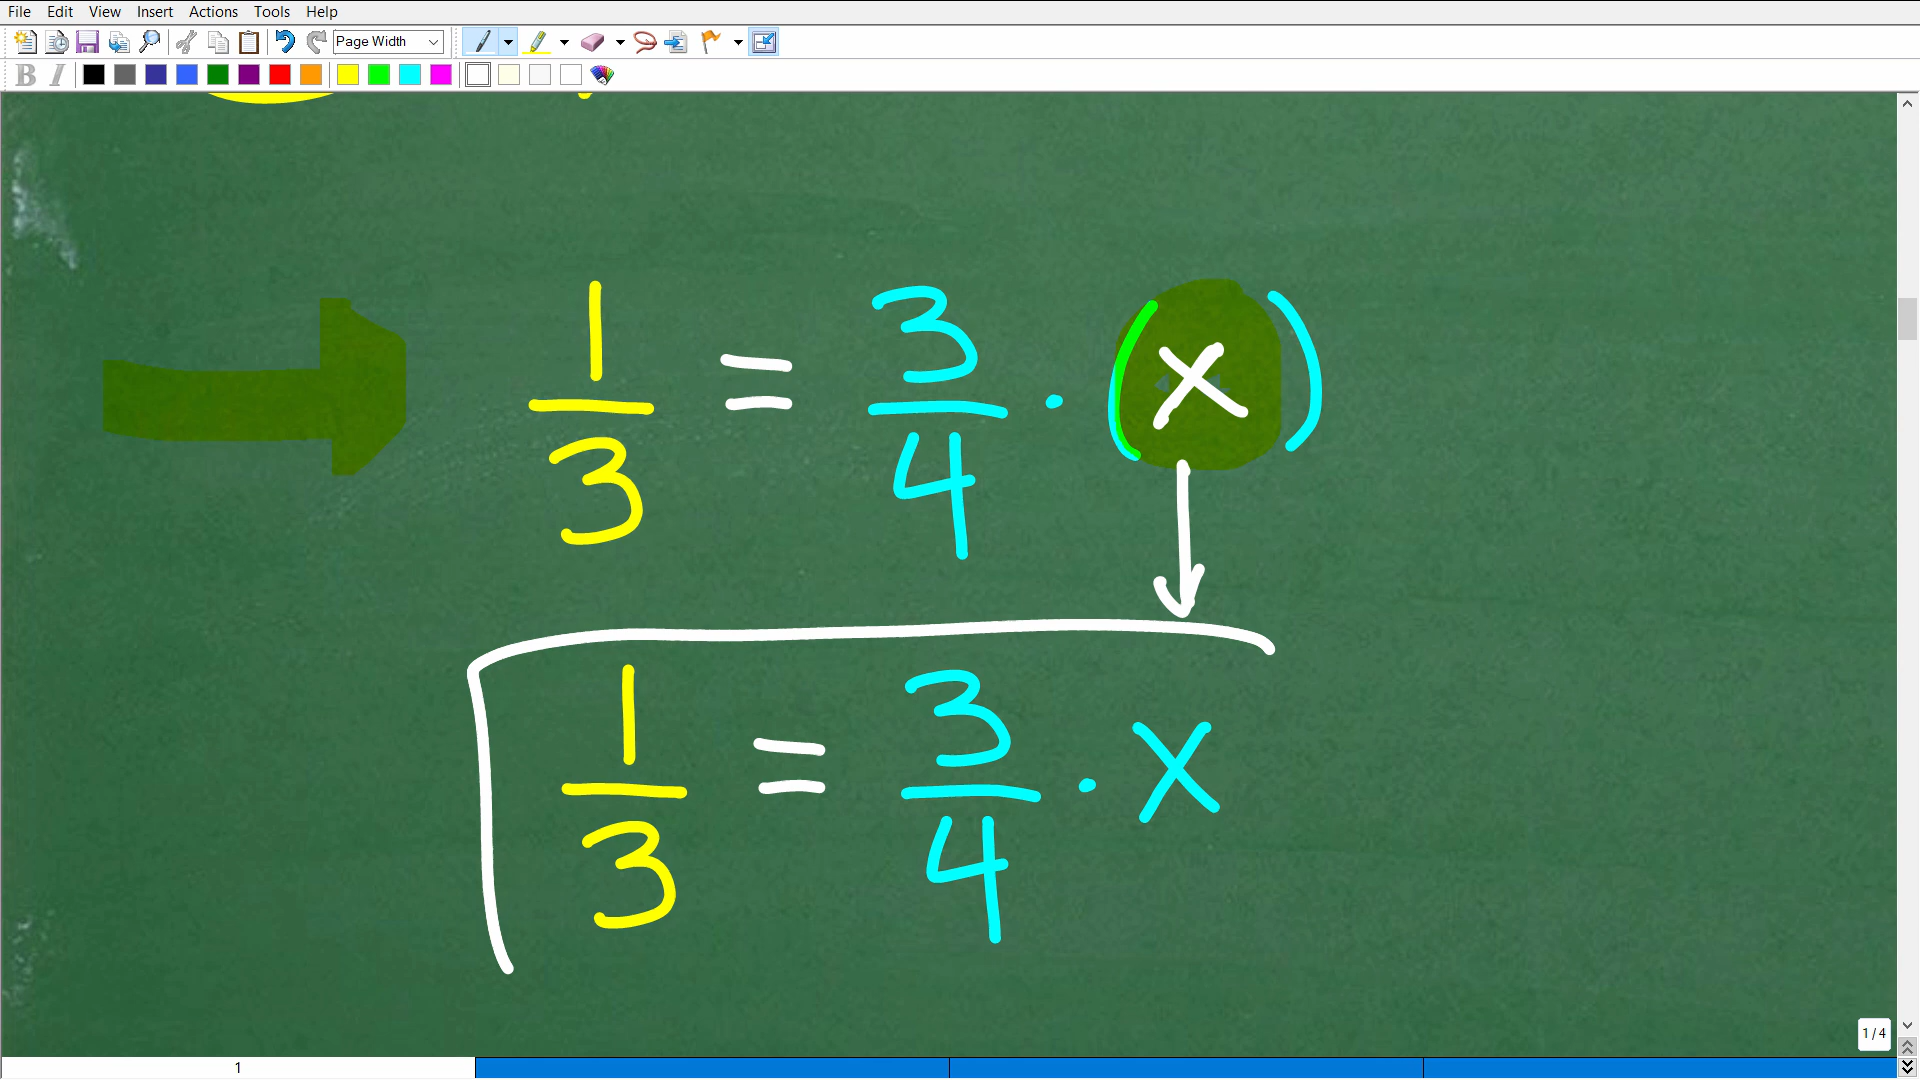 File Edit View Insert Actions Tools Help
Page Width
B I
1/3 = 3/4 · (x)
1/3 = 3/4 · x
1 / 4
1